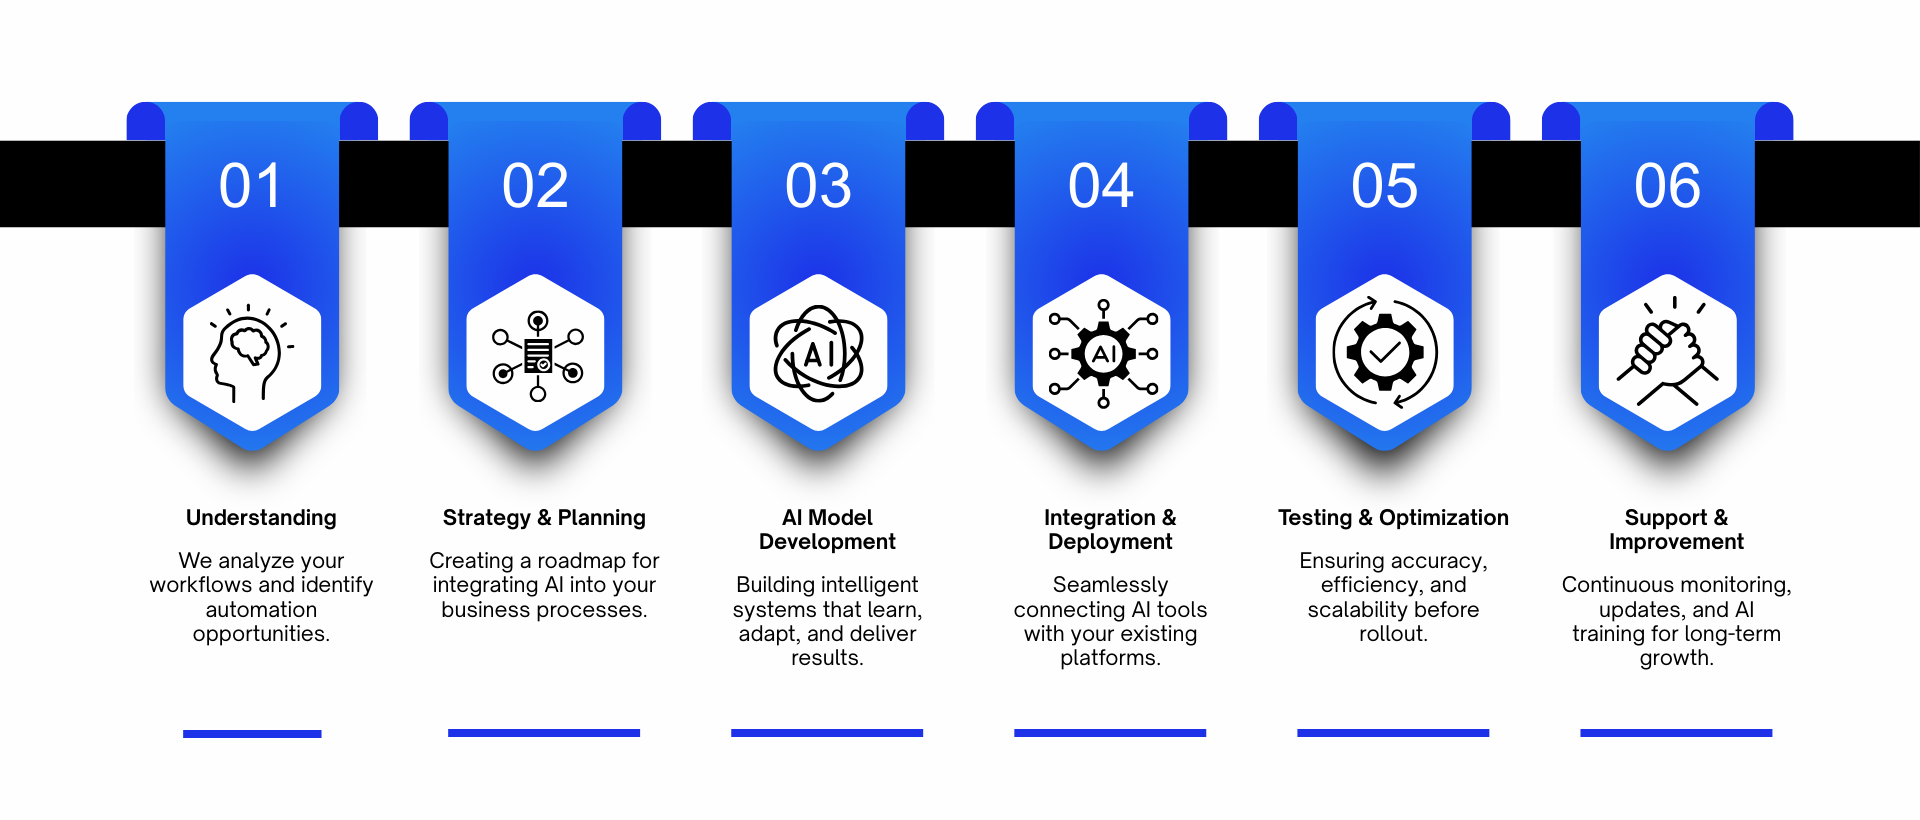 01
02
03
04
05
06
AI
AI
Understanding
We analyze your
workflows and identify
automation
opportunities.
Strategy & Planning
Creating a roadmap for
integrating AI into your
business processes.
AI Model
Development
Building intelligent
systems that learn,
adapt, and deliver
results.
Integration &
Deployment
Seamlessly
connecting AI tools
with your existing
platforms.
Testing & Optimization
Ensuring accuracy,
efficiency, and
scalability before
rollout.
Support &
Improvement
Continuous monitoring,
updates, and AI
training for long-term
growth.